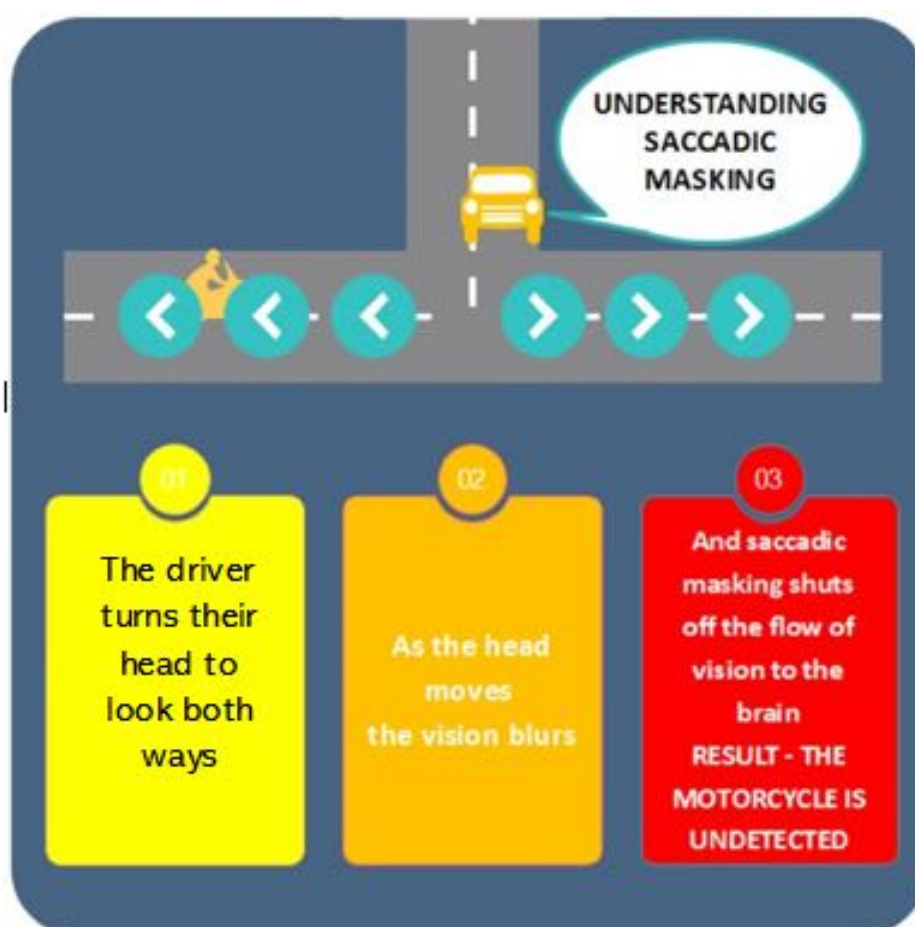 UNDERSTANDING
SACCADIC
MASKING
01
The driver
turns their
head to
look both
ways
02
As the head
moves
the vision blurs
03
And saccadic
masking shuts
off the flow of
vision to the
brain
RESULT - THE
MOTORCYCLE IS
UNDETECTED